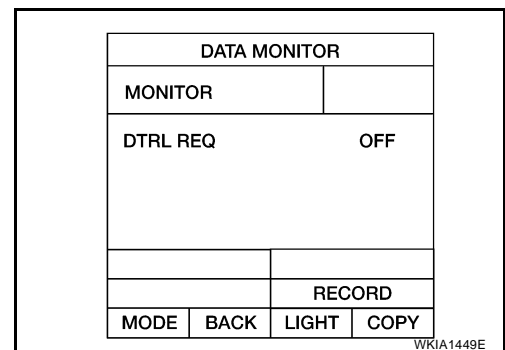 DATA MONITOR
MONITOR
DTRL REQ OFF
RECORD
MODE BACK LIGHT COPY
WKIA1449E